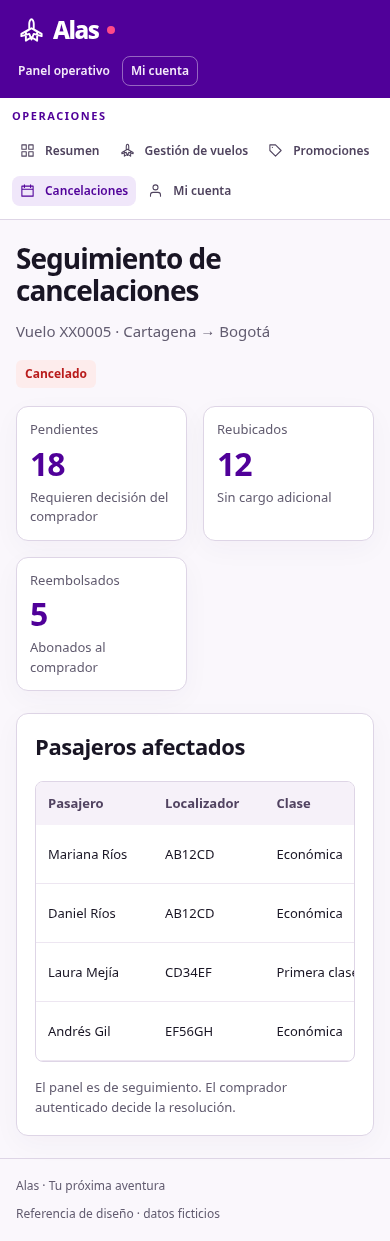 Alas
Panel operativo Mi cuenta
OPERACIONES
Resumen Gestión de vuelos Promociones
Cancelaciones Mi cuenta
Seguimiento de
cancelaciones
Vuelo XX0005 · Cartagena → Bogotá
Cancelado
Pendientes
18
Requieren decisión del
comprador
Reubicados
12
Sin cargo adicional
Reembolsados
5
Abonados al
comprador
Pasajeros afectados
Pasajero Localizador Clase
Mariana Ríos AB12CD Económica
Daniel Ríos AB12CD Económica
Laura Mejía CD34EF Primera clase
Andrés Gil EF56GH Económica
El panel es de seguimiento. El comprador
autenticado decide la resolución.
Alas · Tu próxima aventura
Referencia de diseño · datos ficticios